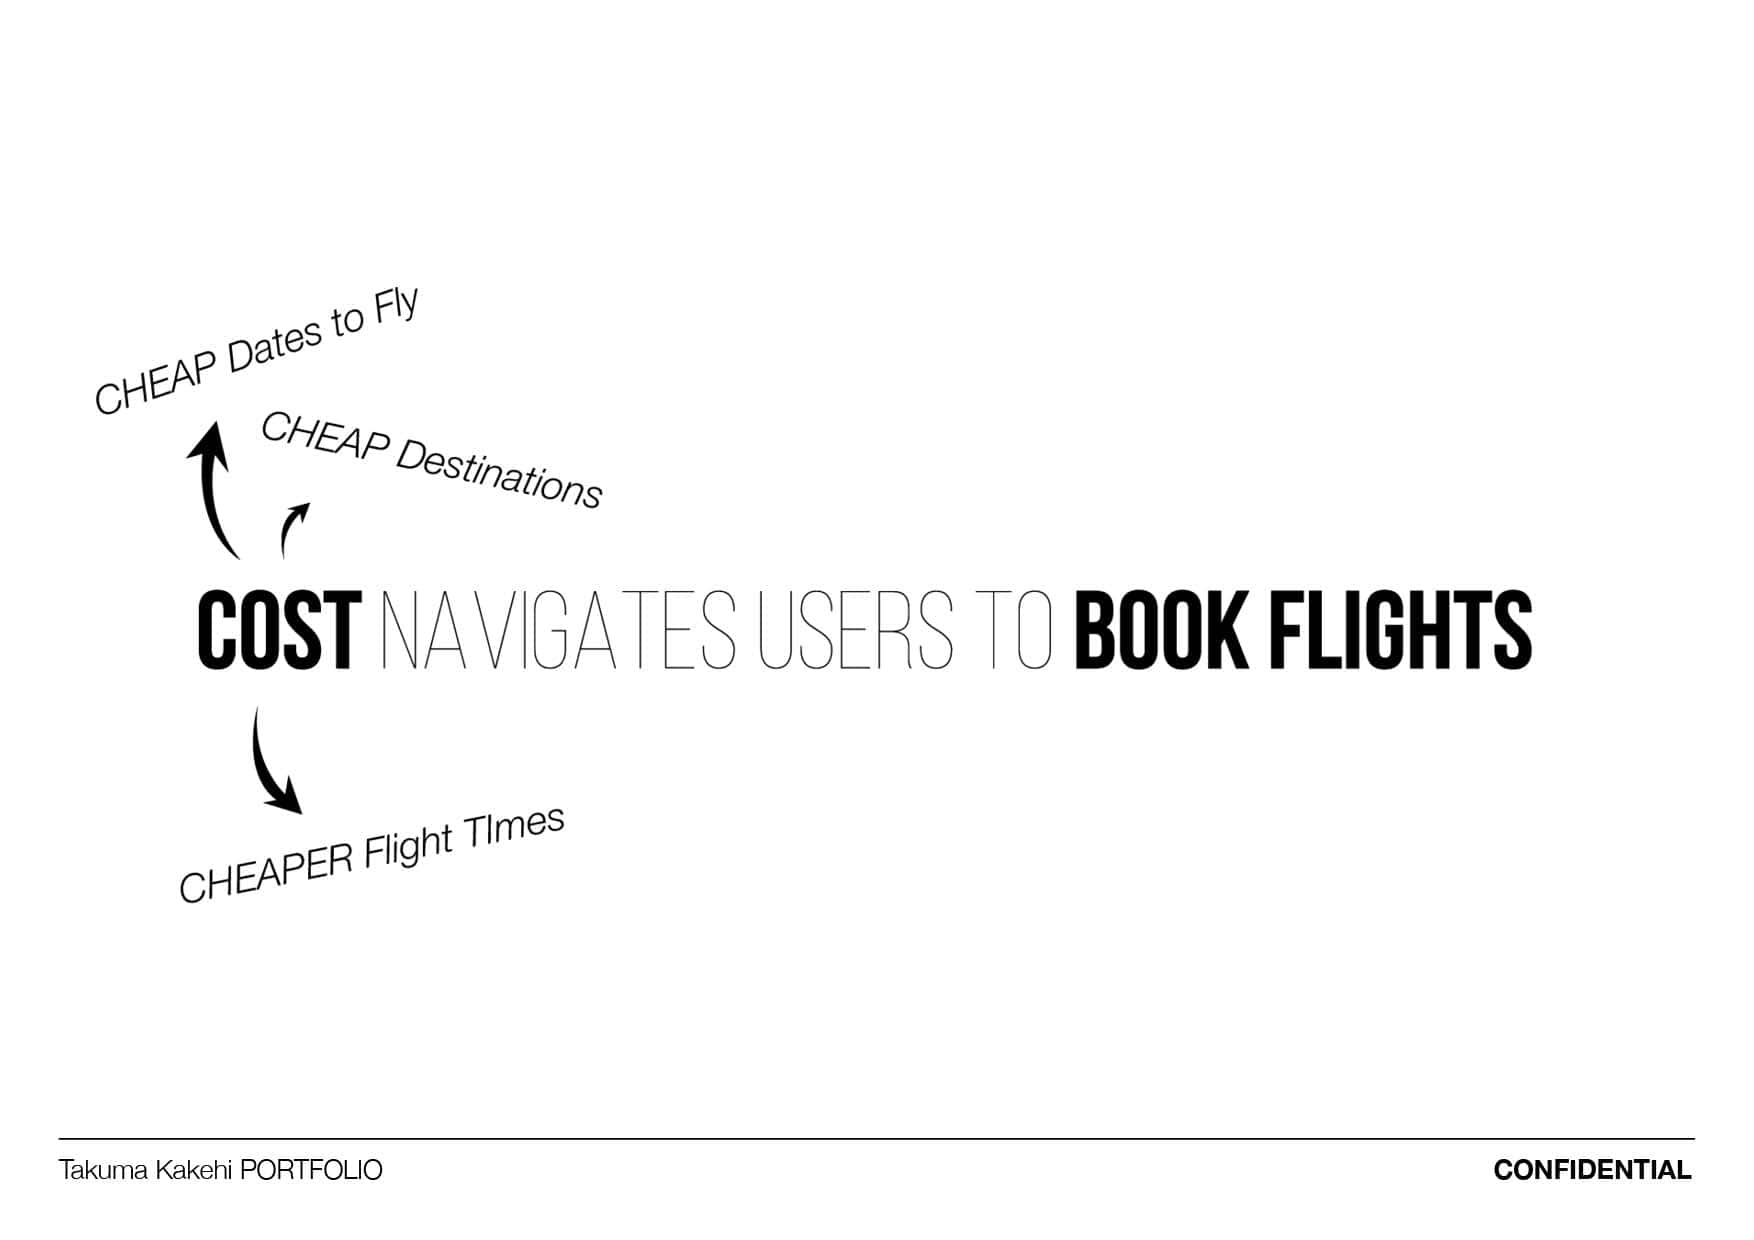 CHEAP Dates to Fly
CHEAP Destinations
COST NAVIGATES USERS TO BOOK FLIGHTS
CHEAPER Flight TImes
Takuma Kakehi PORTFOLIO
CONFIDENTIAL